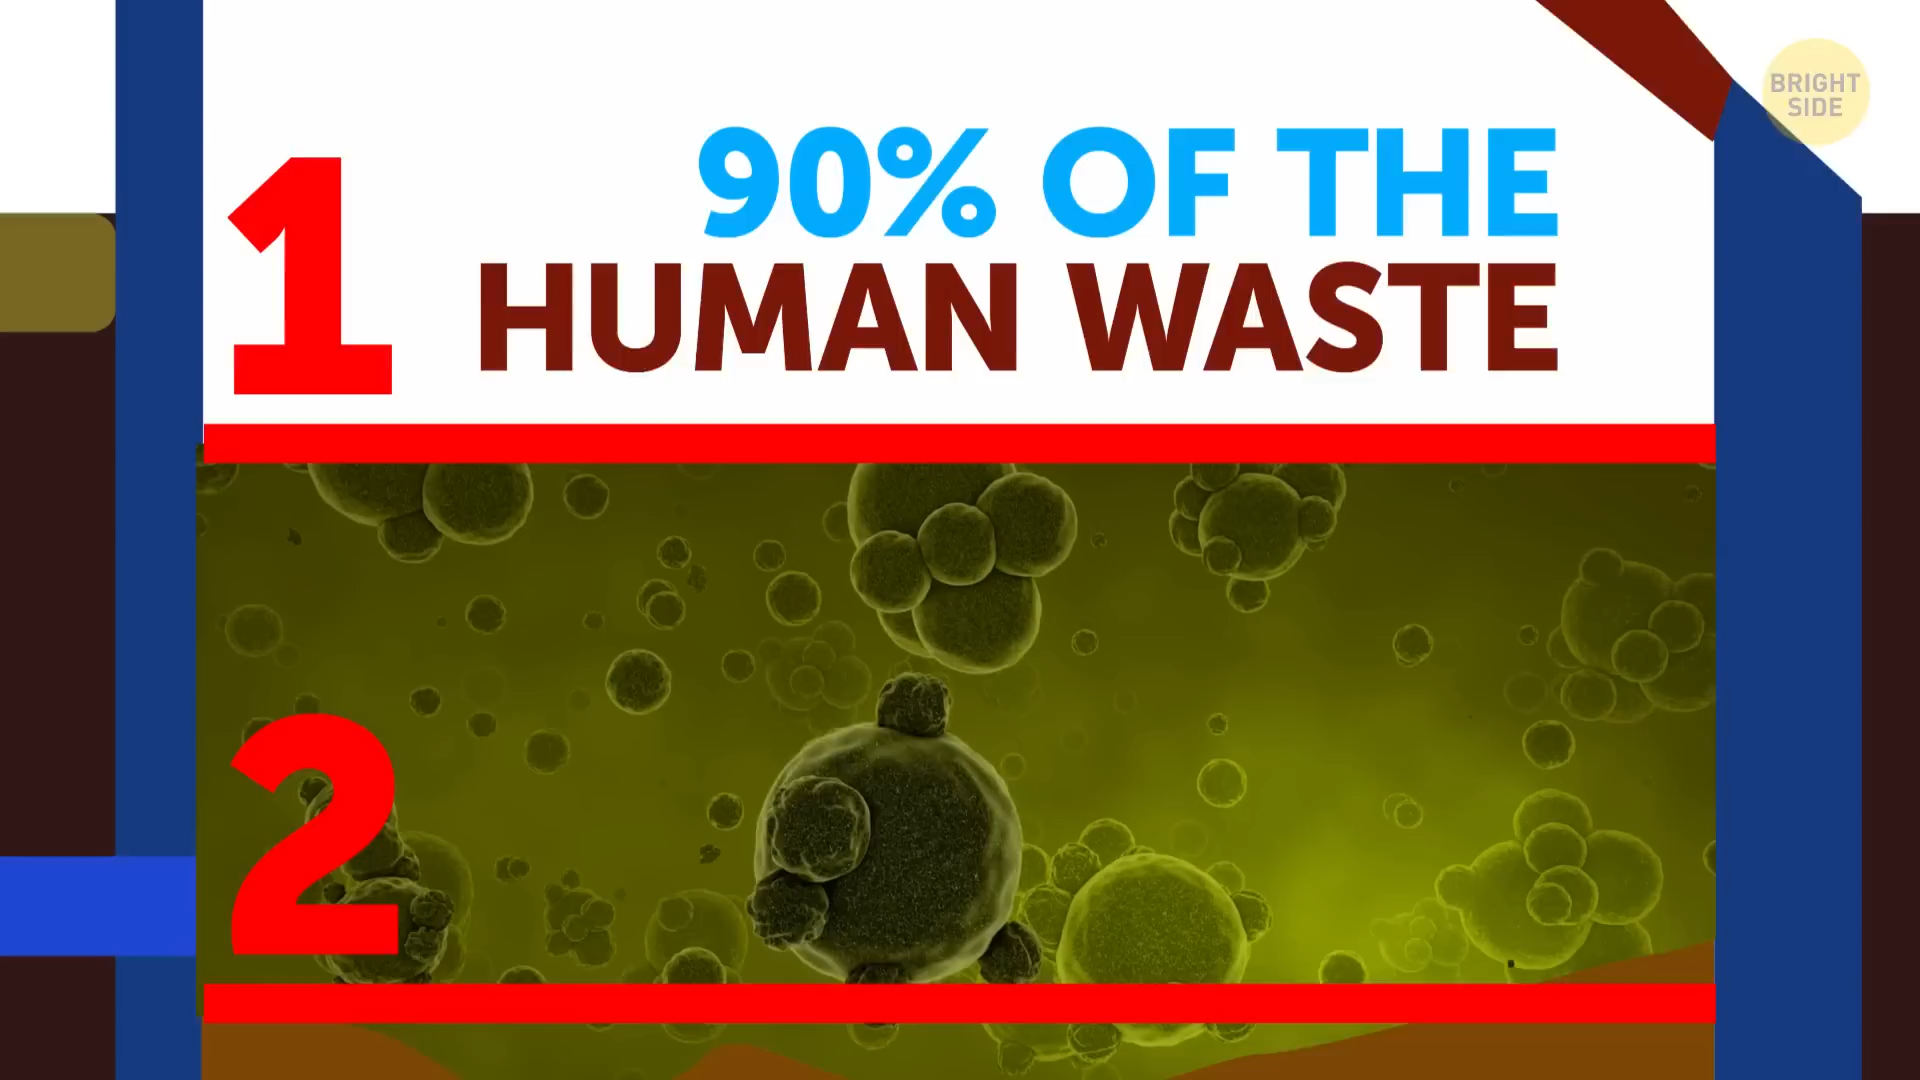 BRIGHT
SIDE
1
90% OF THE
HUMAN WASTE
2